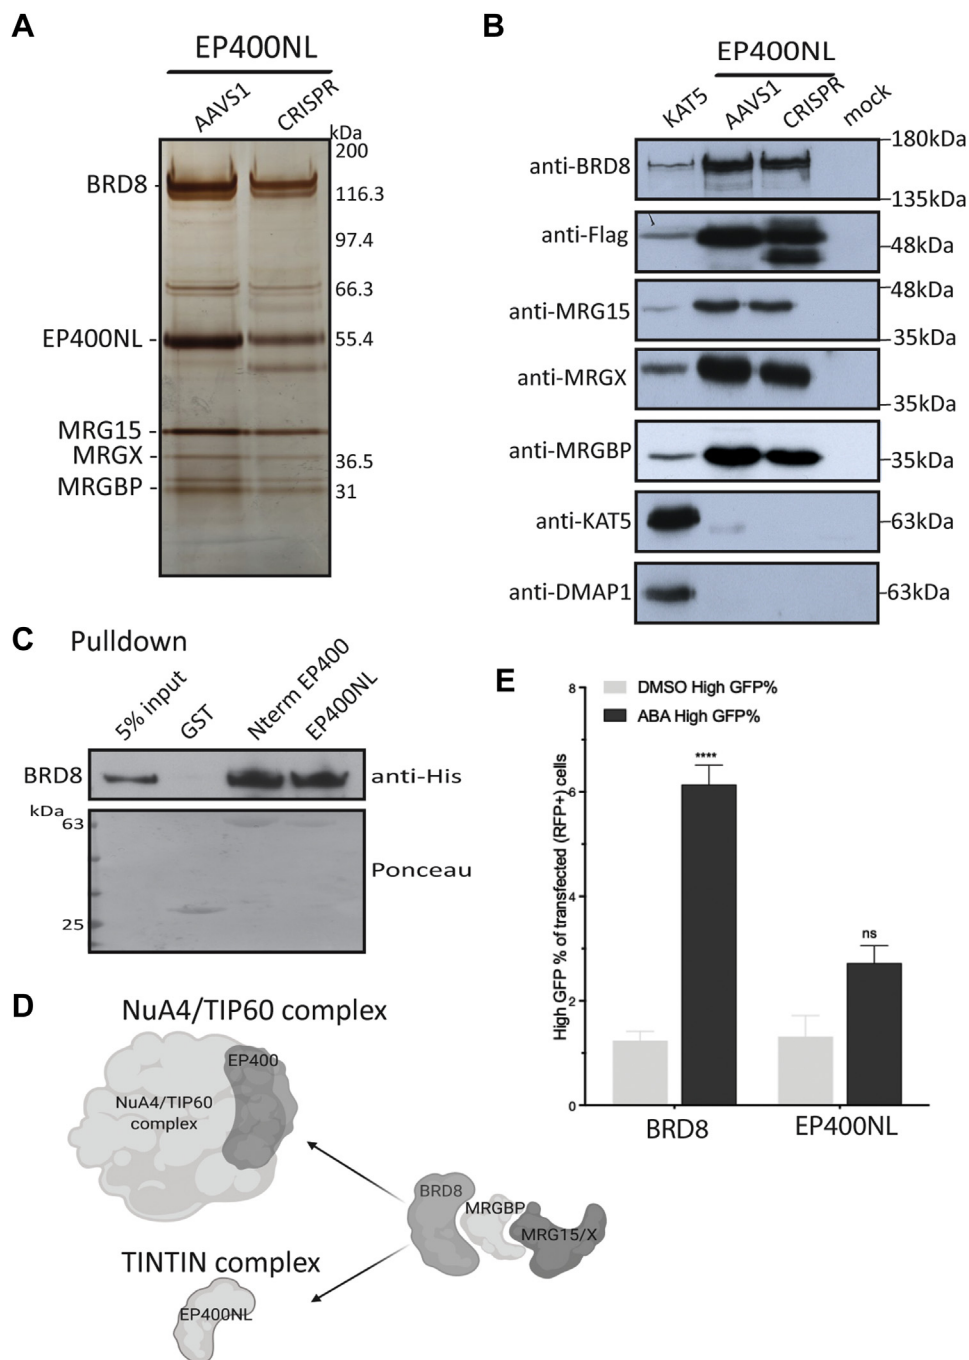 A
EP400NL
AAVS1
CRISPR
kDa
200
BRD8 -
116.3
97.4
66.3
EP400NL -
55.4
MRG15 -
MRGX -
36.5
MRGBP -
31
B
EP400NL
KAT5
AAVS1
CRISPR
mock
180kDa
anti-BRD8
135kDa
anti-Flag
48kDa
48kDa
anti-MRG15
35kDa
anti-MRGX
35kDa
anti-MRGBP
35kDa
anti-KAT5
63kDa
anti-DMAP1
63kDa
C
Pulldown
5% input
GST
Nterm EP400
EP400NL
BRD8
anti-His
kDa
63
Ponceau
25
D
NuA4/TIP60 complex
EP400
NuA4/TIP60
complex
BRD8
MRGBP
MRG15/X
TINTIN complex
EP400NL
E
DMSO High GFP%
ABA High GFP%
High GFP % of transfected (RFP+) cells
8
6
4
2
0
****
ns
BRD8
EP400NL